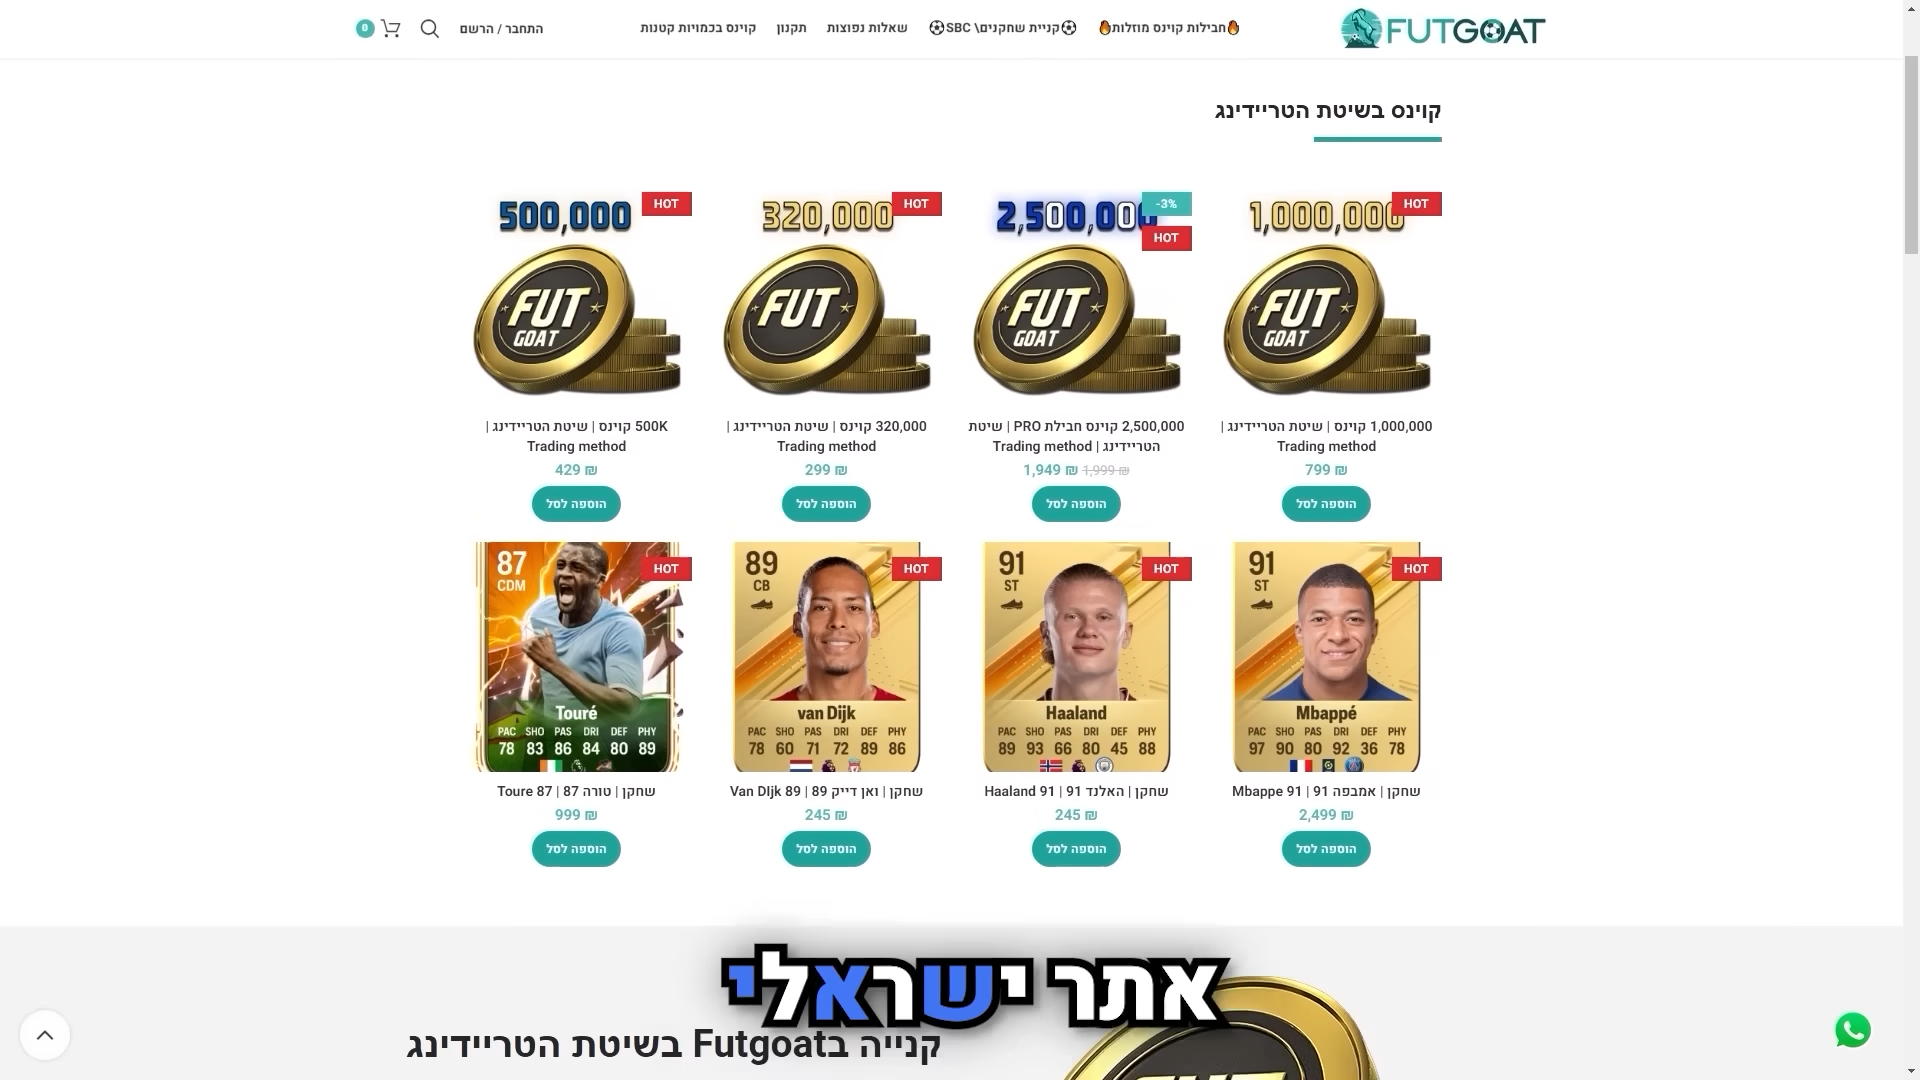 FUTGOAT
🔥חבילות קוינס מוזלות🔥
⚽קניית שחקנים\ SBC⚽
שאלות נפוצות
תקנון
קוינס בכמויות קטנות
התחבר / הרשם
0
קוינס בשיטת הטריידינג
1,000,000
HOT
FUT
GOAT
1,000,000 קוינס | שיטת הטריידינג |
Trading method
799 ₪
הוספה לסל
2,500,000
-3%
HOT
FUT
GOAT
2,500,000 קוינס חבילת PRO | שיטת
הטריידינג | Trading method
1,999 ₪ 1,949 ₪
הוספה לסל
320,000
HOT
FUT
320,000 קוינס | שיטת הטריידינג |
Trading method
299 ₪
הוספה לסל
500,000
HOT
FUT
GOAT
500K קוינס | שיטת הטריידינג |
Trading method
429 ₪
הוספה לסל
91
ST
HOT
Mbappé
PAC SHO PAS DRI DEF PHY
97 90 80 92 36 78
שחקן | אמבפה 91 | Mbappe 91
2,499 ₪
הוספה לסל
91
ST
HOT
Haaland
PAC SHO PAS DRI DEF PHY
89 93 66 80 45 88
שחקן | האלנד 91 | Haaland 91
245 ₪
הוספה לסל
89
CB
HOT
van Dijk
PAC SHO PAS DRI DEF PHY
78 60 71 72 89 86
שחקן | ואן דייק 89 | Van DIjk 89
245 ₪
הוספה לסל
87
CDM
HOT
Touré
PAC SHO PAS DRI DEF PHY
78 83 86 84 80 89
שחקן | טורה 87 | Toure 87
999 ₪
הוספה לסל
אתר ישראלי
קנייה בFutgoat בשיטת הטריידינג
FUT